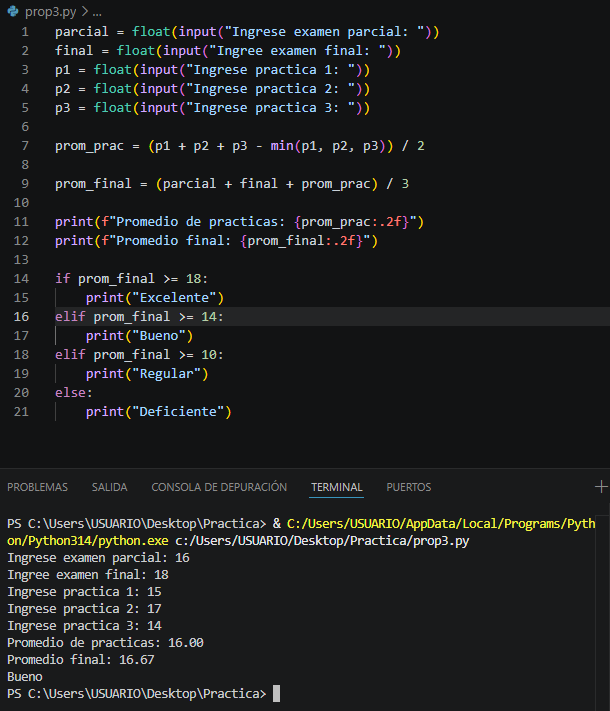 prop3.py > ...
1 parcial = float(input("Ingrese examen parcial: "))
2 final = float(input("Ingree examen final: "))
3 p1 = float(input("Ingrese practica 1: "))
4 p2 = float(input("Ingrese practica 2: "))
5 p3 = float(input("Ingrese practica 3: "))
6
7 prom_prac = (p1 + p2 + p3 - min(p1, p2, p3)) / 2
8
9 prom_final = (parcial + final + prom_prac) / 3
10
11 print(f"Promedio de practicas: {prom_prac:.2f}")
12 print(f"Promedio final: {prom_final:.2f}")
13
14 if prom_final >= 18:
15     print("Excelente")
16 elif prom_final >= 14:
17     print("Bueno")
18 elif prom_final >= 10:
19     print("Regular")
20 else:
21     print("Deficiente")
PROBLEMAS SALIDA CONSOLA DE DEPURACIÓN TERMINAL PUERTOS
PS C:\Users\USUARIO\Desktop\Practica> & C:/Users/USUARIO/AppData/Local/Programs/Pyth
on/Python314/python.exe c:/Users/USUARIO/Desktop/Practica/prop3.py
Ingrese examen parcial: 16
Ingree examen final: 18
Ingrese practica 1: 15
Ingrese practica 2: 17
Ingrese practica 3: 14
Promedio de practicas: 16.00
Promedio final: 16.67
Bueno
PS C:\Users\USUARIO\Desktop\Practica>